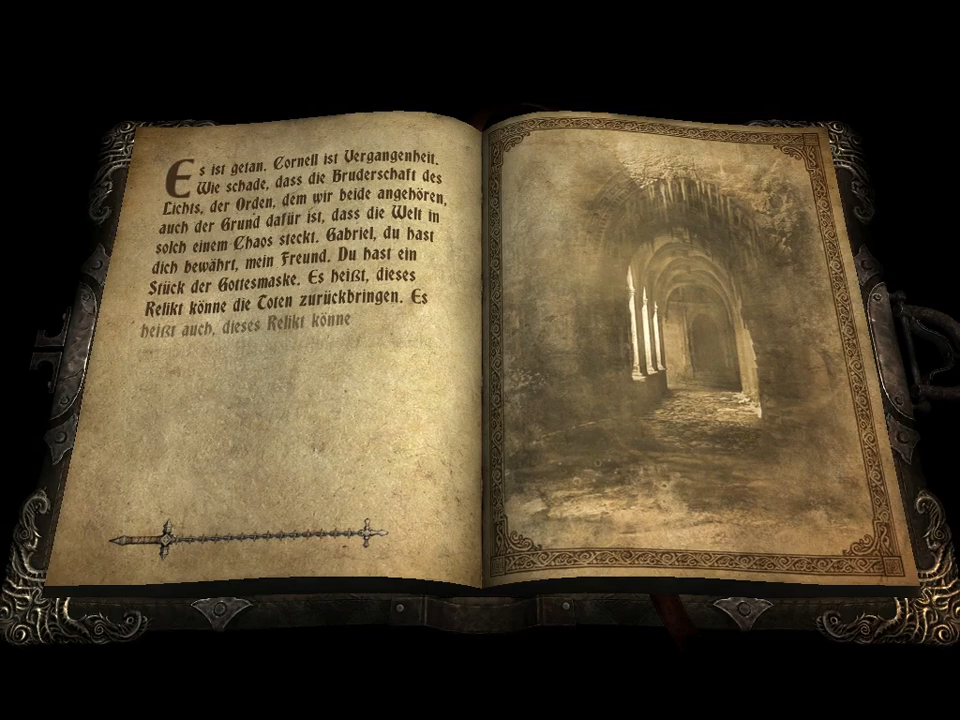 Es ist getan. Cornell ist Vergangenheit.
Wie schade, dass die Bruderschaft des
Lichts, der Orden, dem wir beide angehören,
auch der Grund dafür ist, dass die Welt in
solch einem Chaos steckt. Gabriel, du hast
dich bewährt, mein Freund. Du hast ein
Stück der Gottesmaske. Es heißt, dieses
Relikt könne die Toten zurückbringen. Es
heißt auch, dieses Relikt könne